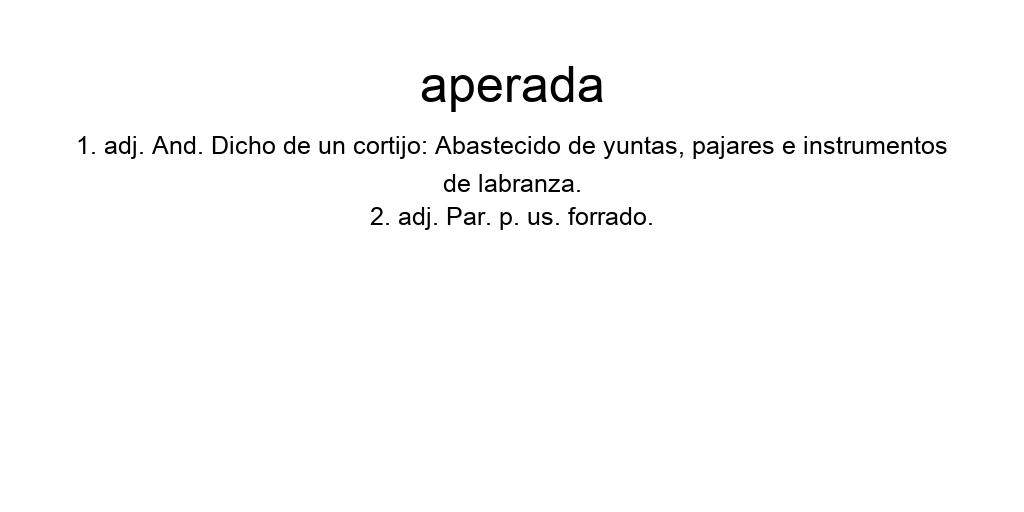 aperada
1. adj. And. Dicho de un cortijo: Abastecido de yuntas, pajares e instrumentos
de labranza.
2. adj. Par. p. us. forrado.